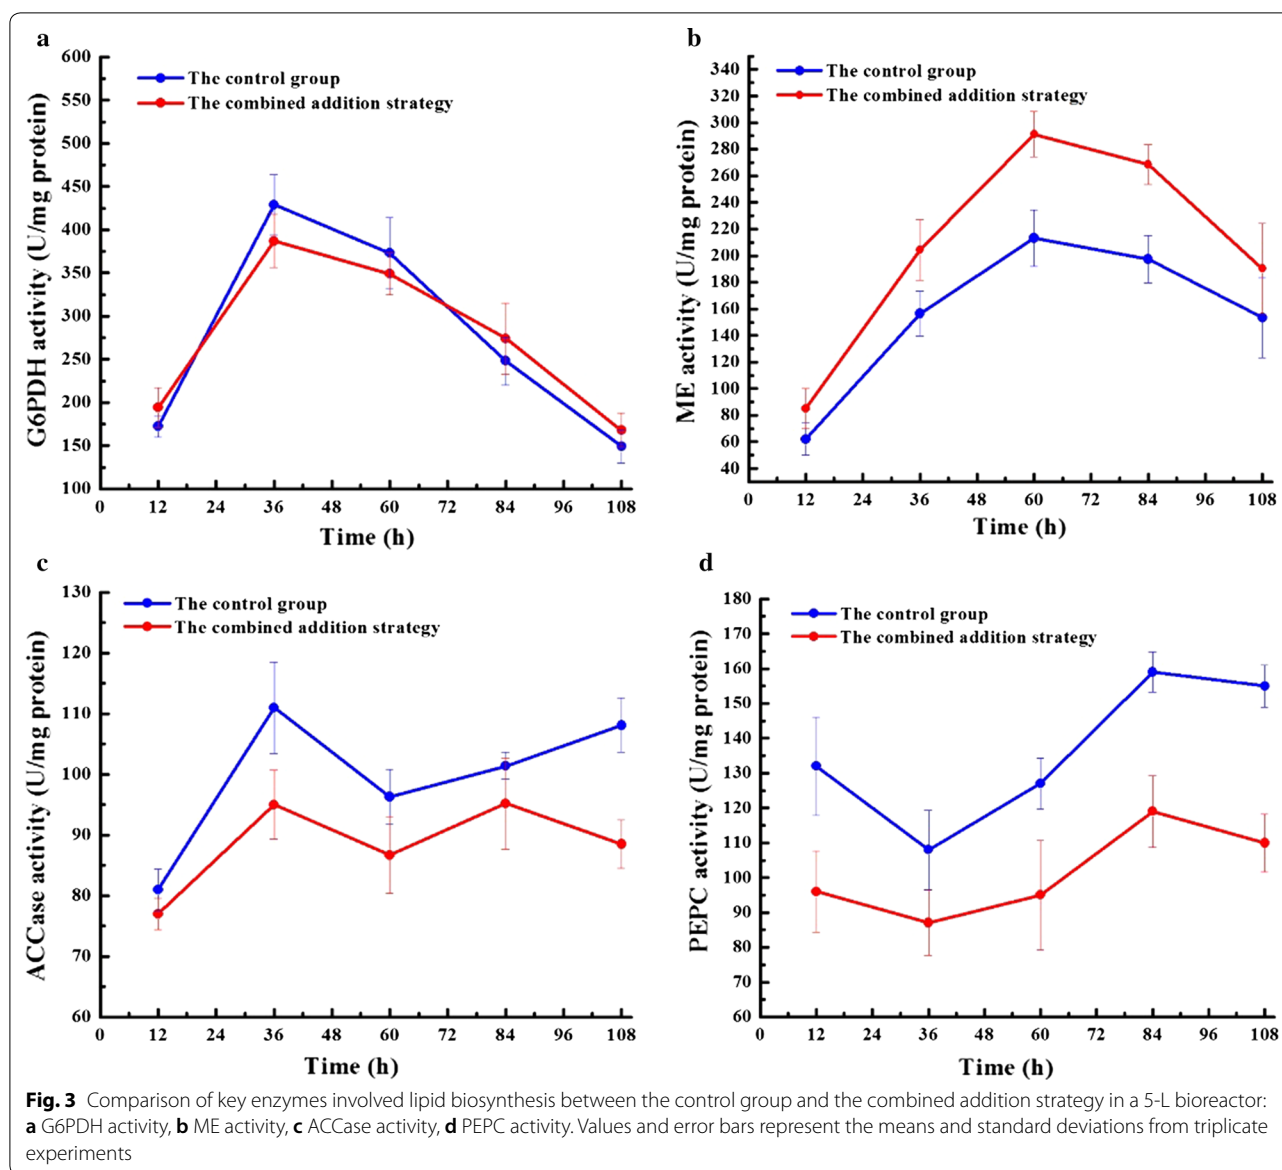 a
600
550
500
450
400
350
300
250
200
150
100
G6PDH activity (U/mg protein)
The control group
The combined addition strategy
0 12 24 36 48 60 72 84 96 108
Time (h)
b
340
320
300
280
260
240
220
200
180
160
140
120
100
80
60
40
ME activity (U/mg protein)
The control group
The combined addition strategy
0 12 24 36 48 60 72 84 96 108
Time (h)
c
130
120
110
100
90
80
70
60
ACCase activity (U/mg protein)
The control group
The combined addition strategy
0 12 24 36 48 60 72 84 96 108
Time (h)
d
180
170
160
150
140
130
120
110
100
90
80
70
60
PEPC activity (U/mg protein)
The control group
The combined addition strategy
0 12 24 36 48 60 72 84 96 108
Time (h)
Fig. 3 Comparison of key enzymes involved lipid biosynthesis between the control group and the combined addition strategy in a 5-L bioreactor:
a G6PDH activity, b ME activity, c ACCase activity, d PEPC activity. Values and error bars represent the means and standard deviations from triplicate
experiments